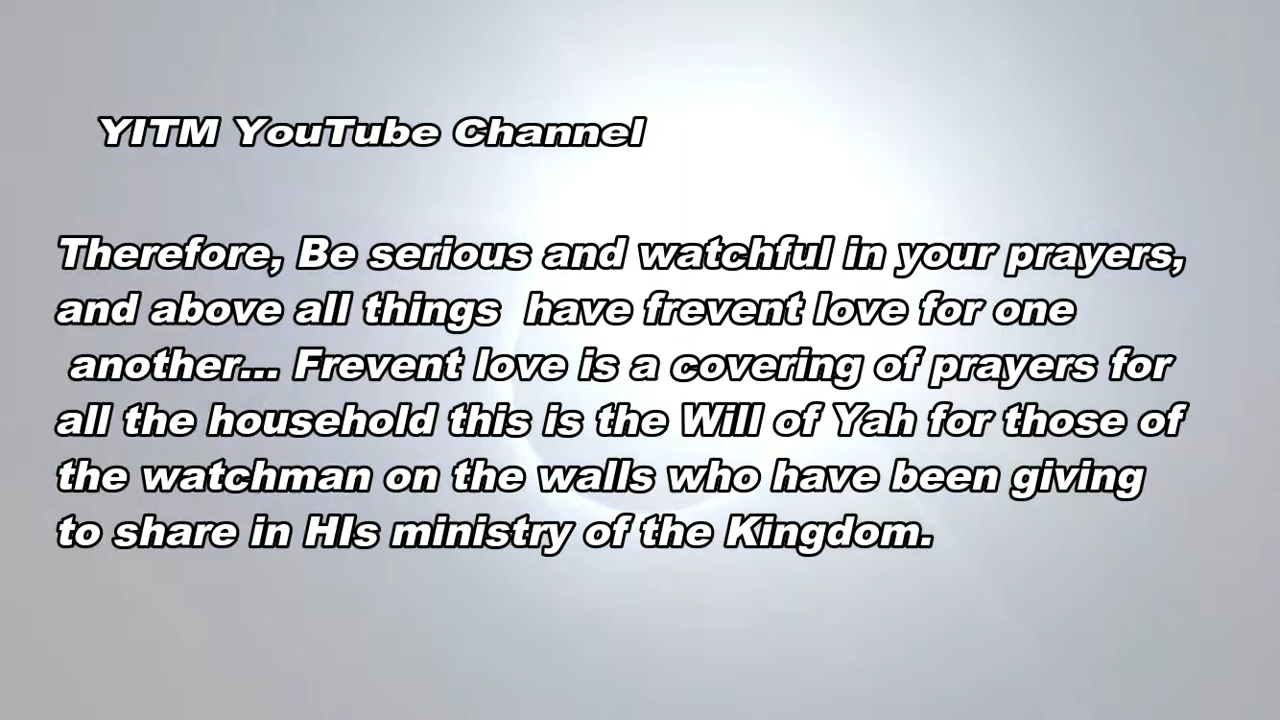 YITM YouTube Channel
Therefore, Be serious and watchful in your prayers,
and above all things have frevent love for one
another... Frevent love is a covering of prayers for
all the household this is the Will of Yah for those of
the watchman on the walls who have been giving
to share in HIs ministry of the Kingdom.